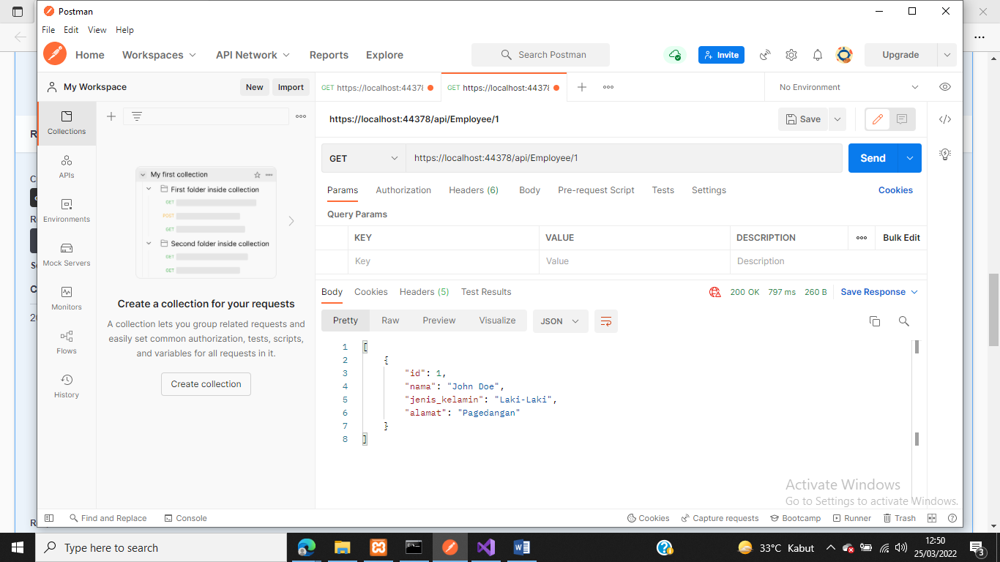 Postman
File Edit View Help
Home Workspaces API Network Reports Explore
Search Postman
Invite
Upgrade
My Workspace
New Import
GET https://localhost:4437
GET https://localhost:4437
No Environment
Collections
APIs
Environments
Mock Servers
Monitors
Flows
History
My first collection
First folder inside collection
GET
POST
GET
Second folder inside collection
GET
GET
Create a collection for your requests
A collection lets you group related requests and
easily set common authorization, tests, scripts,
and variables for all requests in it.
Create collection
https://localhost:44378/api/Employee/1
Save
GET https://localhost:44378/api/Employee/1
Send
Params Authorization Headers (6) Body Pre-request Script Tests Settings
Cookies
Query Params
KEY VALUE DESCRIPTION
Bulk Edit
Key Value Description
Body Cookies Headers (5) Test Results
200 OK 797 ms 260 B Save Response
Pretty Raw Preview Visualize JSON
1 [
2 {
3 "id": 1,
4 "nama": "John Doe",
5 "jenis_kelamin": "Laki-Laki",
6 "alamat": "Pagedangan"
7 }
8 ]
Activate Windows
Go to Settings to activate Windows.
Find and Replace Console
Cookies Capture requests Bootcamp Runner Trash
Type here to search
33°C Kabut
12:50
25/03/2022
3